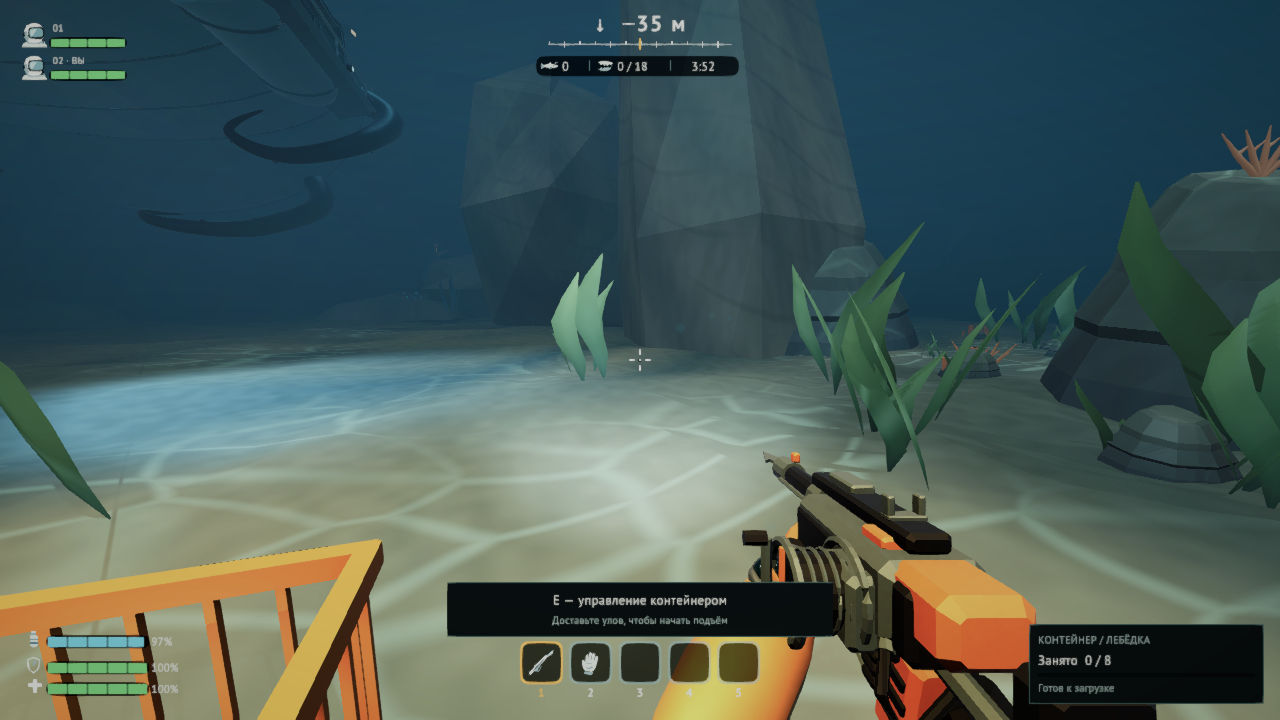 01
02 · ВЫ
−35 м
0
0 / 18
3:52
E — управление контейнером
Доставьте улов, чтобы начать подъём
97%
100%
100%
1
2
3
4
5
КОНТЕЙНЕР / ЛЕБЁДКА
Занято 0 / 8
Готов к загрузке